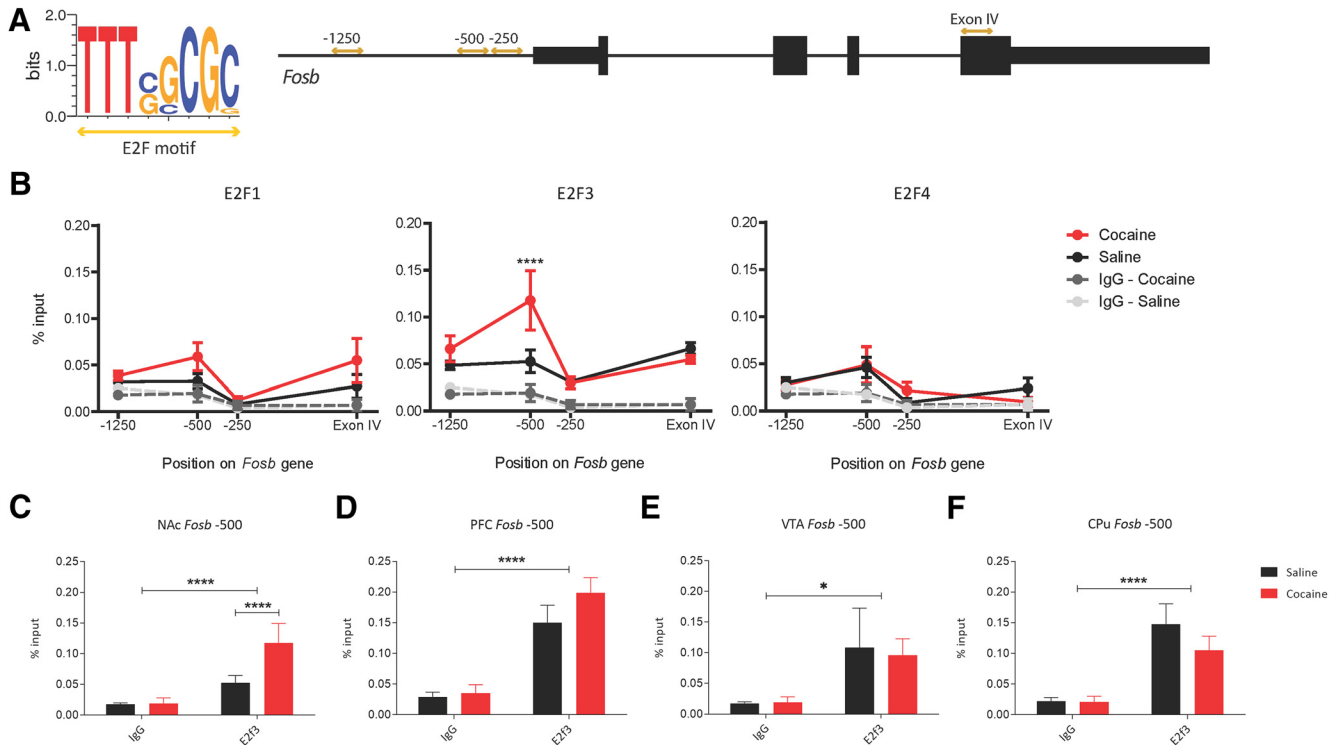 A
2.0
1.0
0.0
bits
TTTCGCGC
GC G
E2F motif
-1250
-500 -250
Exon IV
Fosb
B
E2F1
E2F3
E2F4
0.20
0.15
0.10
0.05
0.00
% input
-1250
-500
-250
Exon IV
Position on Fosb gene
0.20
0.15
0.10
0.05
0.00
****
-1250
-500
-250
Exon IV
Position on Fosb gene
0.20
0.15
0.10
0.05
0.00
-1250
-500
-250
Exon IV
Position on Fosb gene
Cocaine
Saline
IgG - Cocaine
IgG - Saline
C
NAc Fosb -500
0.25
0.20
0.15
0.10
0.05
0.00
% input
****
****
IgG
E2f3
D
PFC Fosb -500
0.25
0.20
0.15
0.10
0.05
0.00
% input
****
IgG
E2f3
E
VTA Fosb -500
0.25
0.20
0.15
0.10
0.05
0.00
% input
*
IgG
E2f3
F
CPu Fosb -500
0.25
0.20
0.15
0.10
0.05
0.00
% input
****
IgG
E2f3
Saline
Cocaine